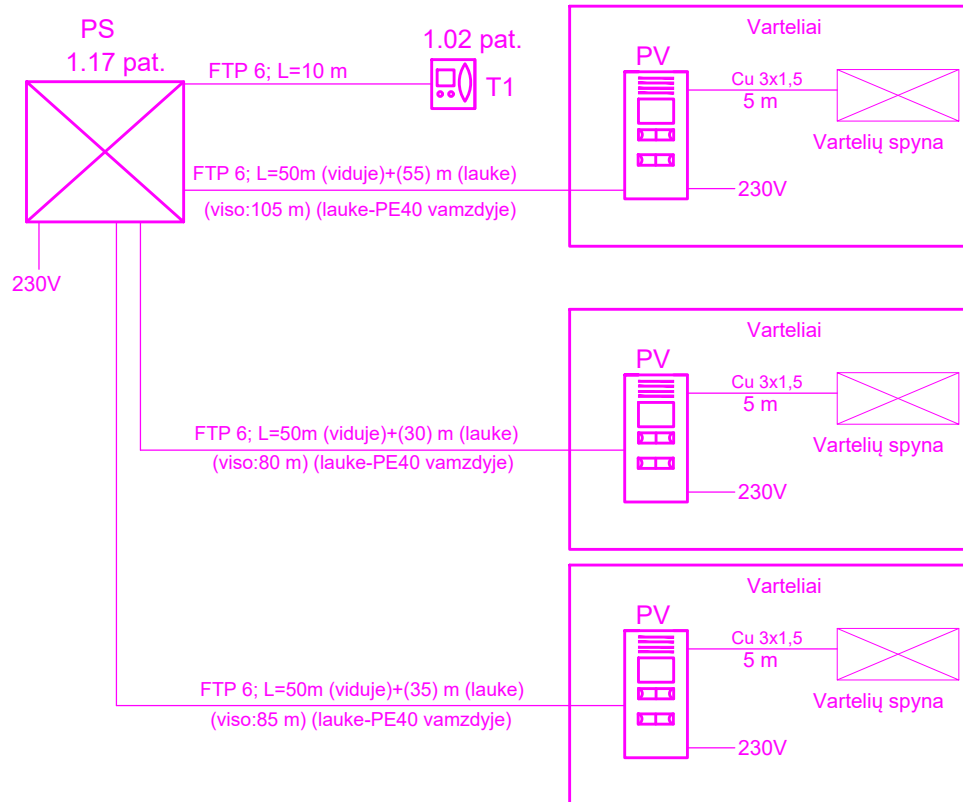 PS
1.17 pat.
230V
FTP 6; L=10 m
1.02 pat.
T1
FTP 6; L=50m (viduje)+(55) m (lauke)
(viso:105 m) (lauke-PE40 vamzdyje)
Varteliai
PV
Cu 3x1,5
5 m
Vartelių spyna
230V
FTP 6; L=50m (viduje)+(30) m (lauke)
(viso:80 m) (lauke-PE40 vamzdyje)
Varteliai
PV
Cu 3x1,5
5 m
Vartelių spyna
230V
FTP 6; L=50m (viduje)+(35) m (lauke)
(viso:85 m) (lauke-PE40 vamzdyje)
Varteliai
PV
Cu 3x1,5
5 m
Vartelių spyna
230V